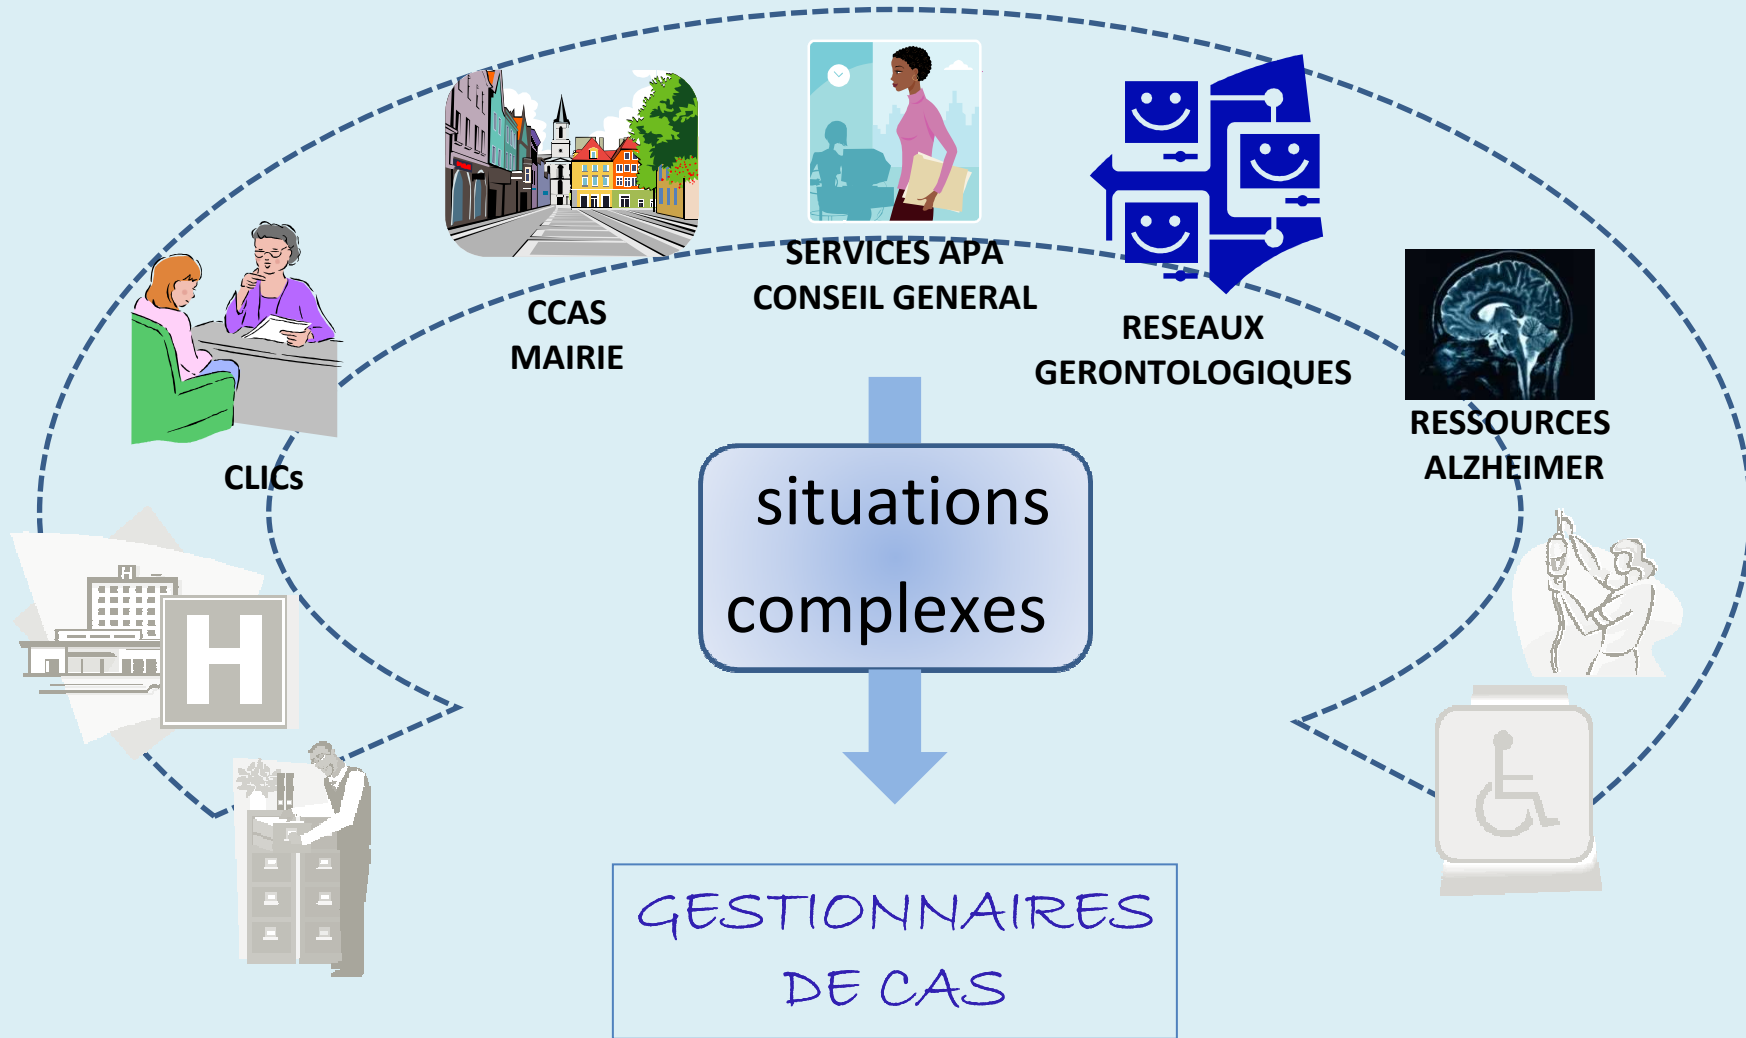 CLICs
CCAS
MAIRIE
SERVICES APA
CONSEIL GENERAL
RESEAUX
GERONTOLOGIQUES
RESSOURCES
ALZHEIMER
H
H
situations
complexes
GESTIONNAIRES
DE CAS